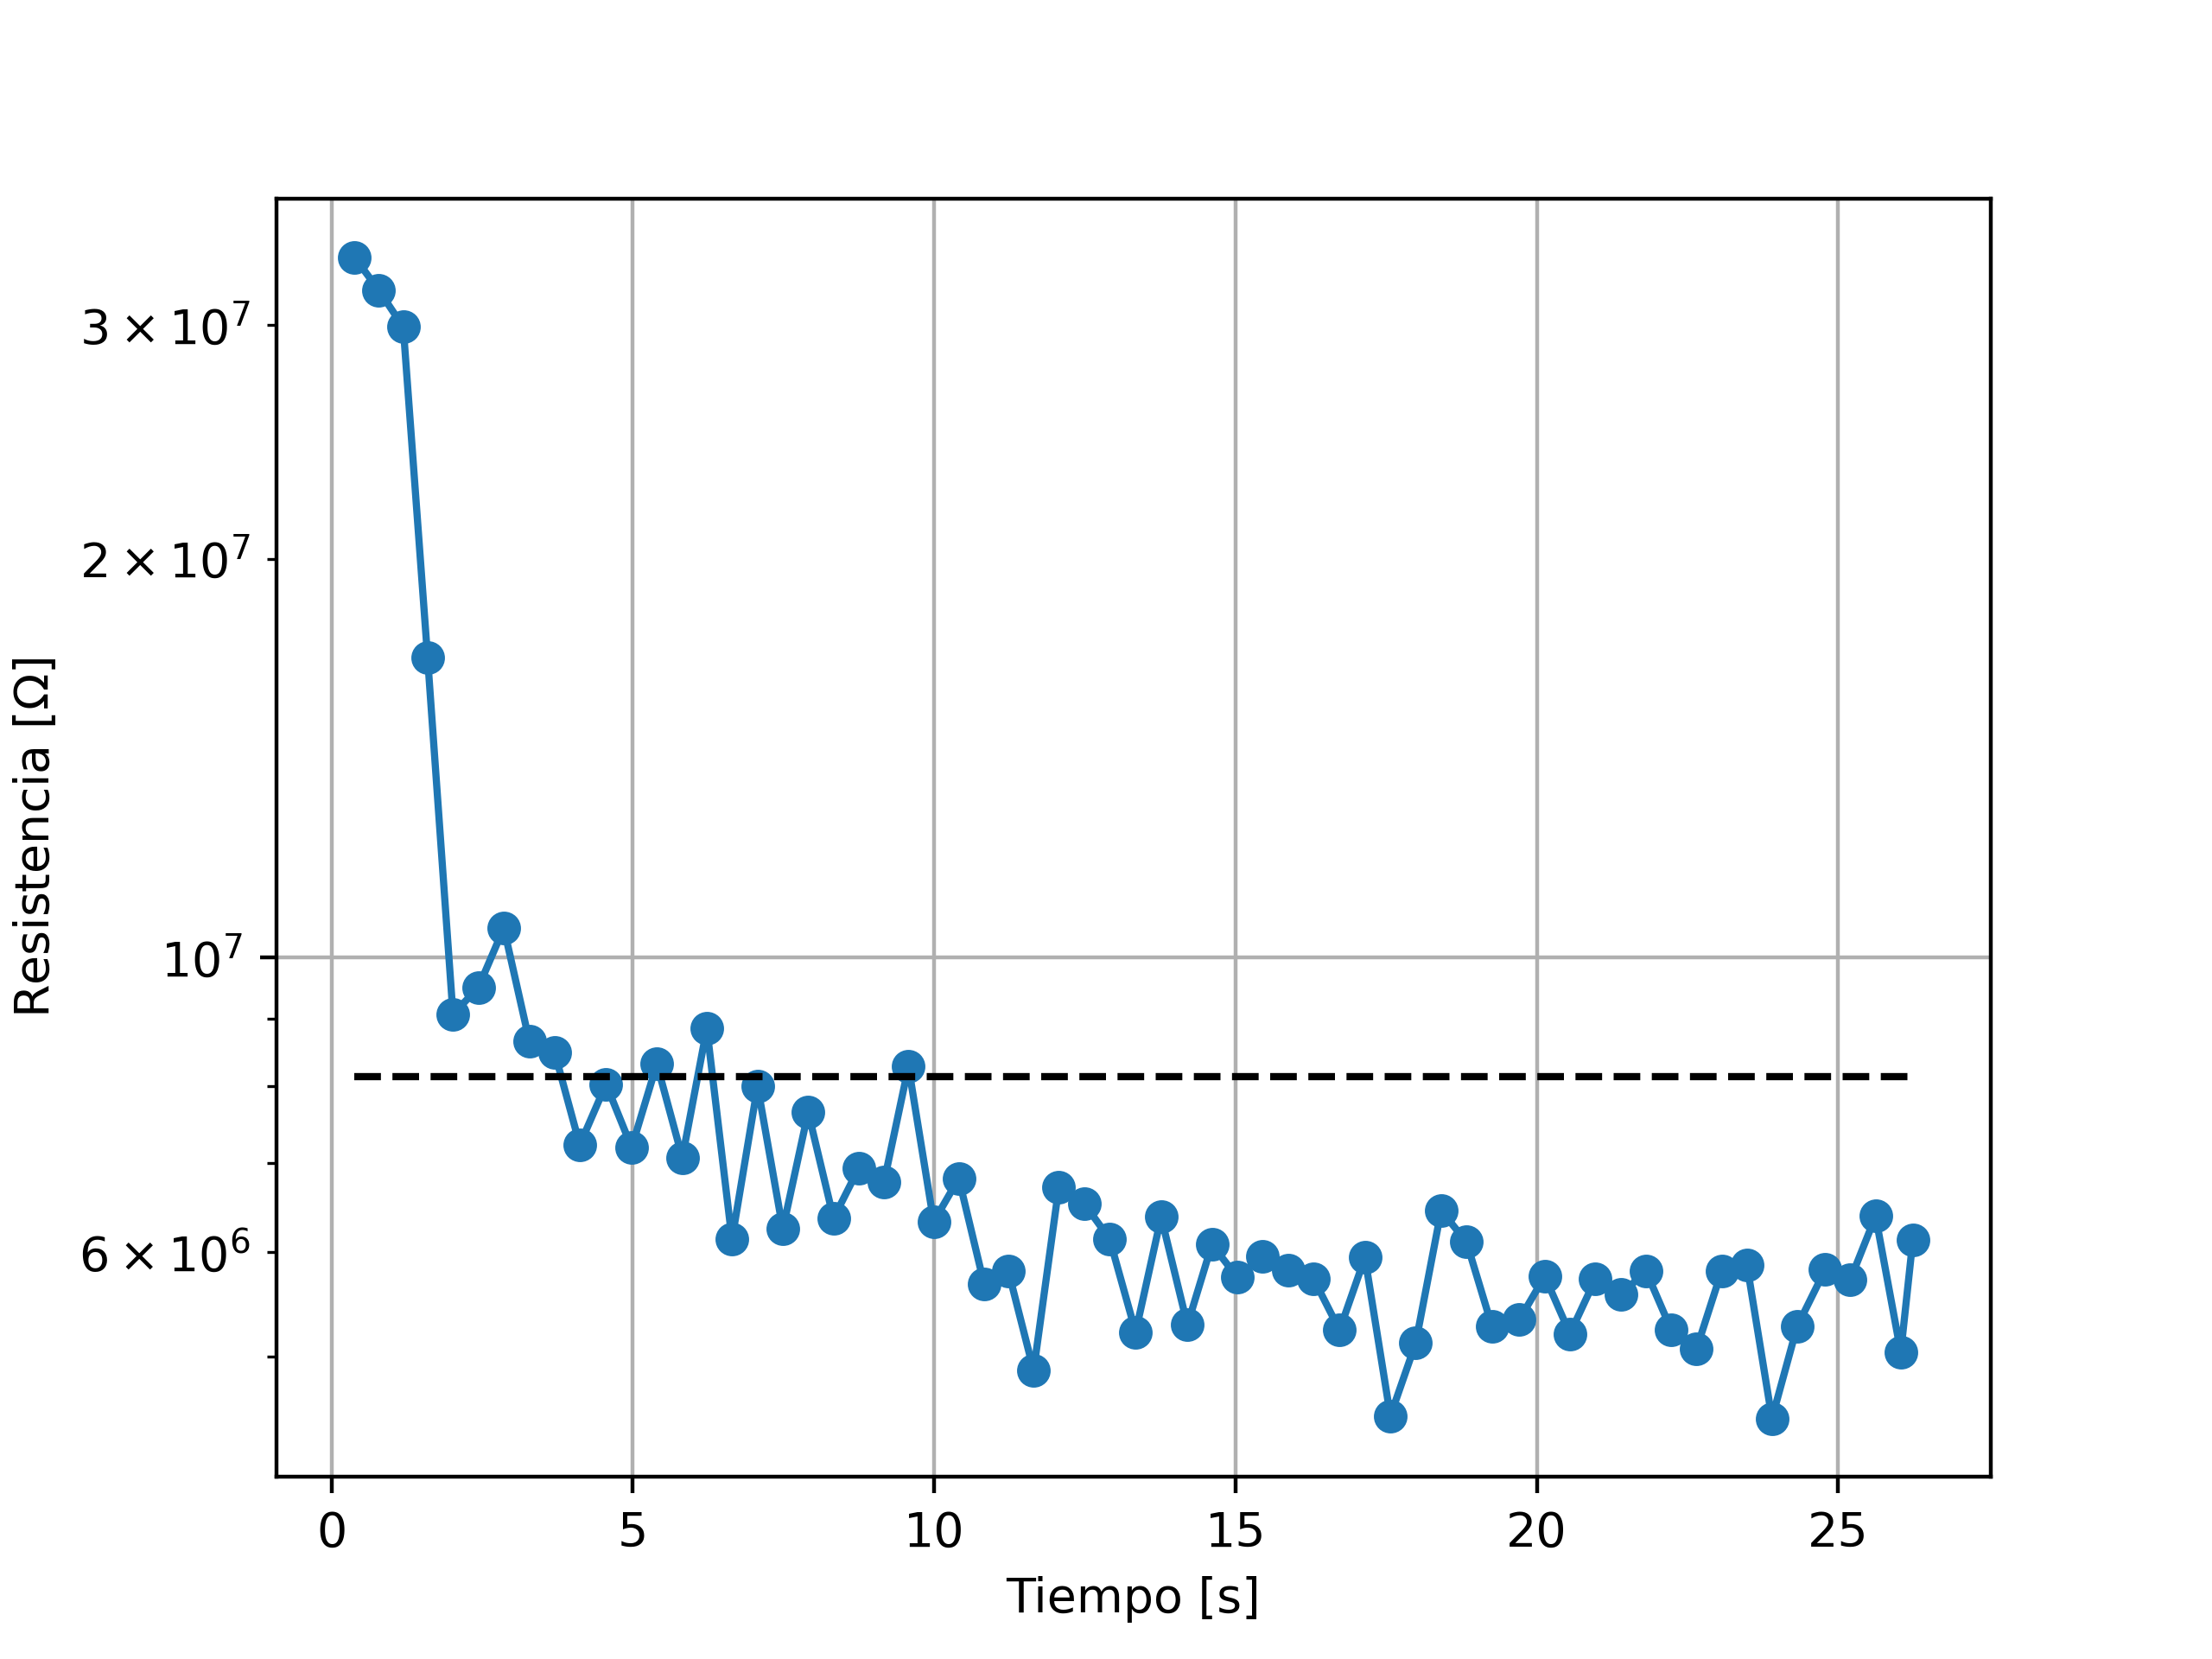 3 × 10⁷
2 × 10⁷
10⁷
6 × 10⁶
Resistencia [Ω]
0 5 10 15 20 25
Tiempo [s]